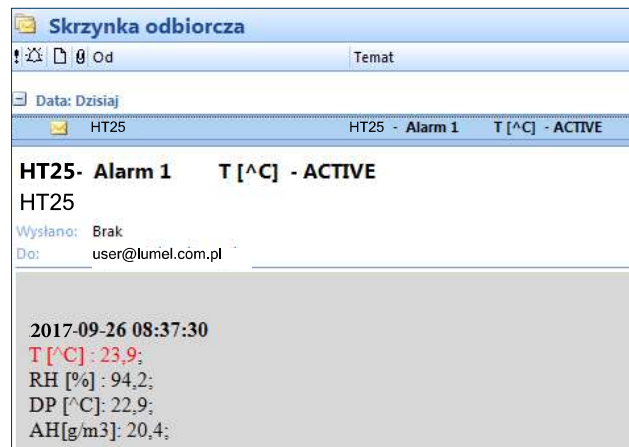 Skrzynka odbiorcza
! Od Temat
Data: Dzisiaj
HT25 HT25 - Alarm 1 T [^C] - ACTIVE
HT25- Alarm 1 T [^C] - ACTIVE
HT25
Wysłano: Brak
Do: user@lumel.com.pl
2017-09-26 08:37:30
T [^C] : 23,9;
RH [%] : 94,2;
DP [^C]: 22,9;
AH[g/m3]: 20,4;